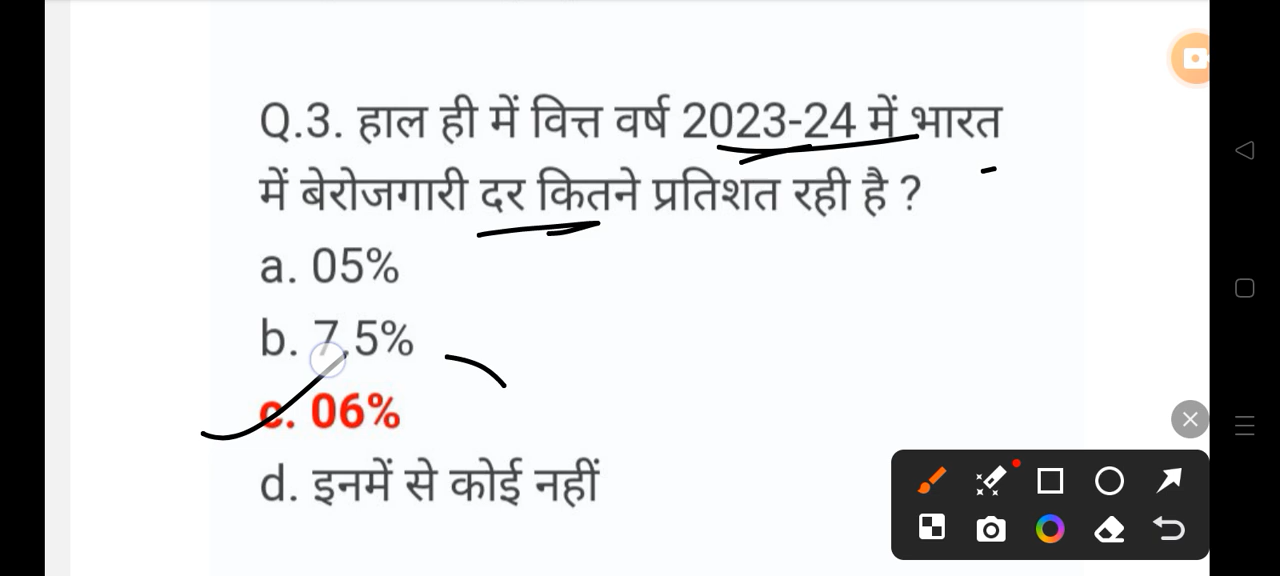 Q.3. हाल ही में वित्त वर्ष 2023-24 में भारत
में बेरोजगारी दर कितने प्रतिशत रही है ?
a. 05%
b. 7.5%
c. 06%
d. इनमें से कोई नहीं